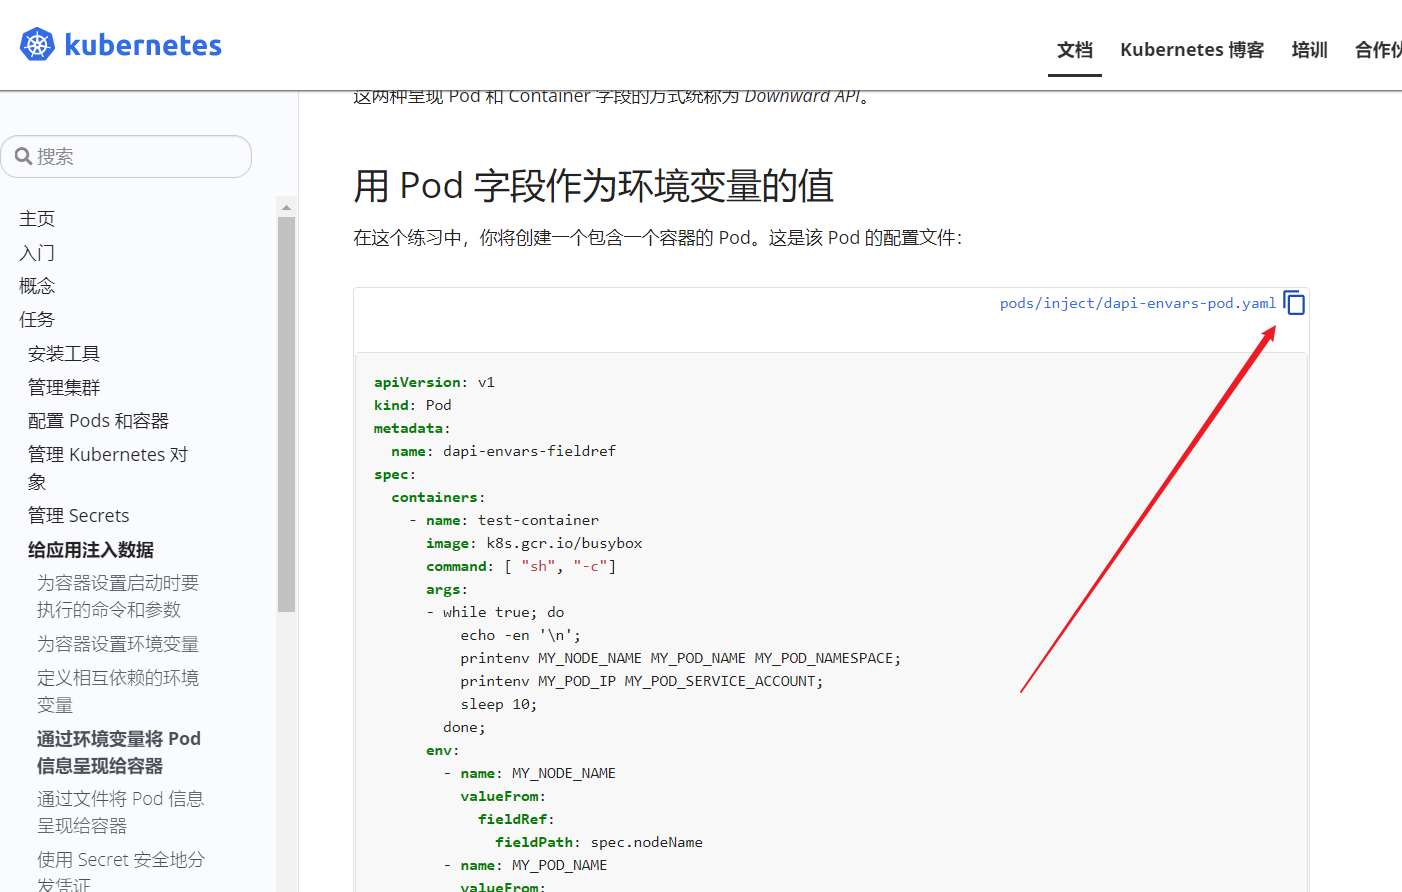 kubernetes
文档
Kubernetes 博客
培训
合作伙
这两种呈现 Pod 和 Container 字段的方式统称为 Downward API。
搜索
主页
入门
概念
任务
安装工具
管理集群
配置 Pods 和容器
管理 Kubernetes 对
象
管理 Secrets
给应用注入数据
为容器设置启动时要
执行的命令和参数
为容器设置环境变量
定义相互依赖的环境
变量
通过环境变量将 Pod
信息呈现给容器
通过文件将 Pod 信息
呈现给容器
使用 Secret 安全地分
发凭证
用 Pod 字段作为环境变量的值
在这个练习中，你将创建一个包含一个容器的 Pod。这是该 Pod 的配置文件：
pods/inject/dapi-envars-pod.yaml
apiVersion: v1
kind: Pod
metadata:
  name: dapi-envars-fieldref
spec:
  containers:
    - name: test-container
      image: k8s.gcr.io/busybox
      command: [ "sh", "-c"]
      args:
      - while true; do
          echo -en '\n';
          printenv MY_NODE_NAME MY_POD_NAME MY_POD_NAMESPACE;
          printenv MY_POD_IP MY_POD_SERVICE_ACCOUNT;
          sleep 10;
        done;
      env:
        - name: MY_NODE_NAME
          valueFrom:
            fieldRef:
              fieldPath: spec.nodeName
        - name: MY_POD_NAME
          valueFrom: